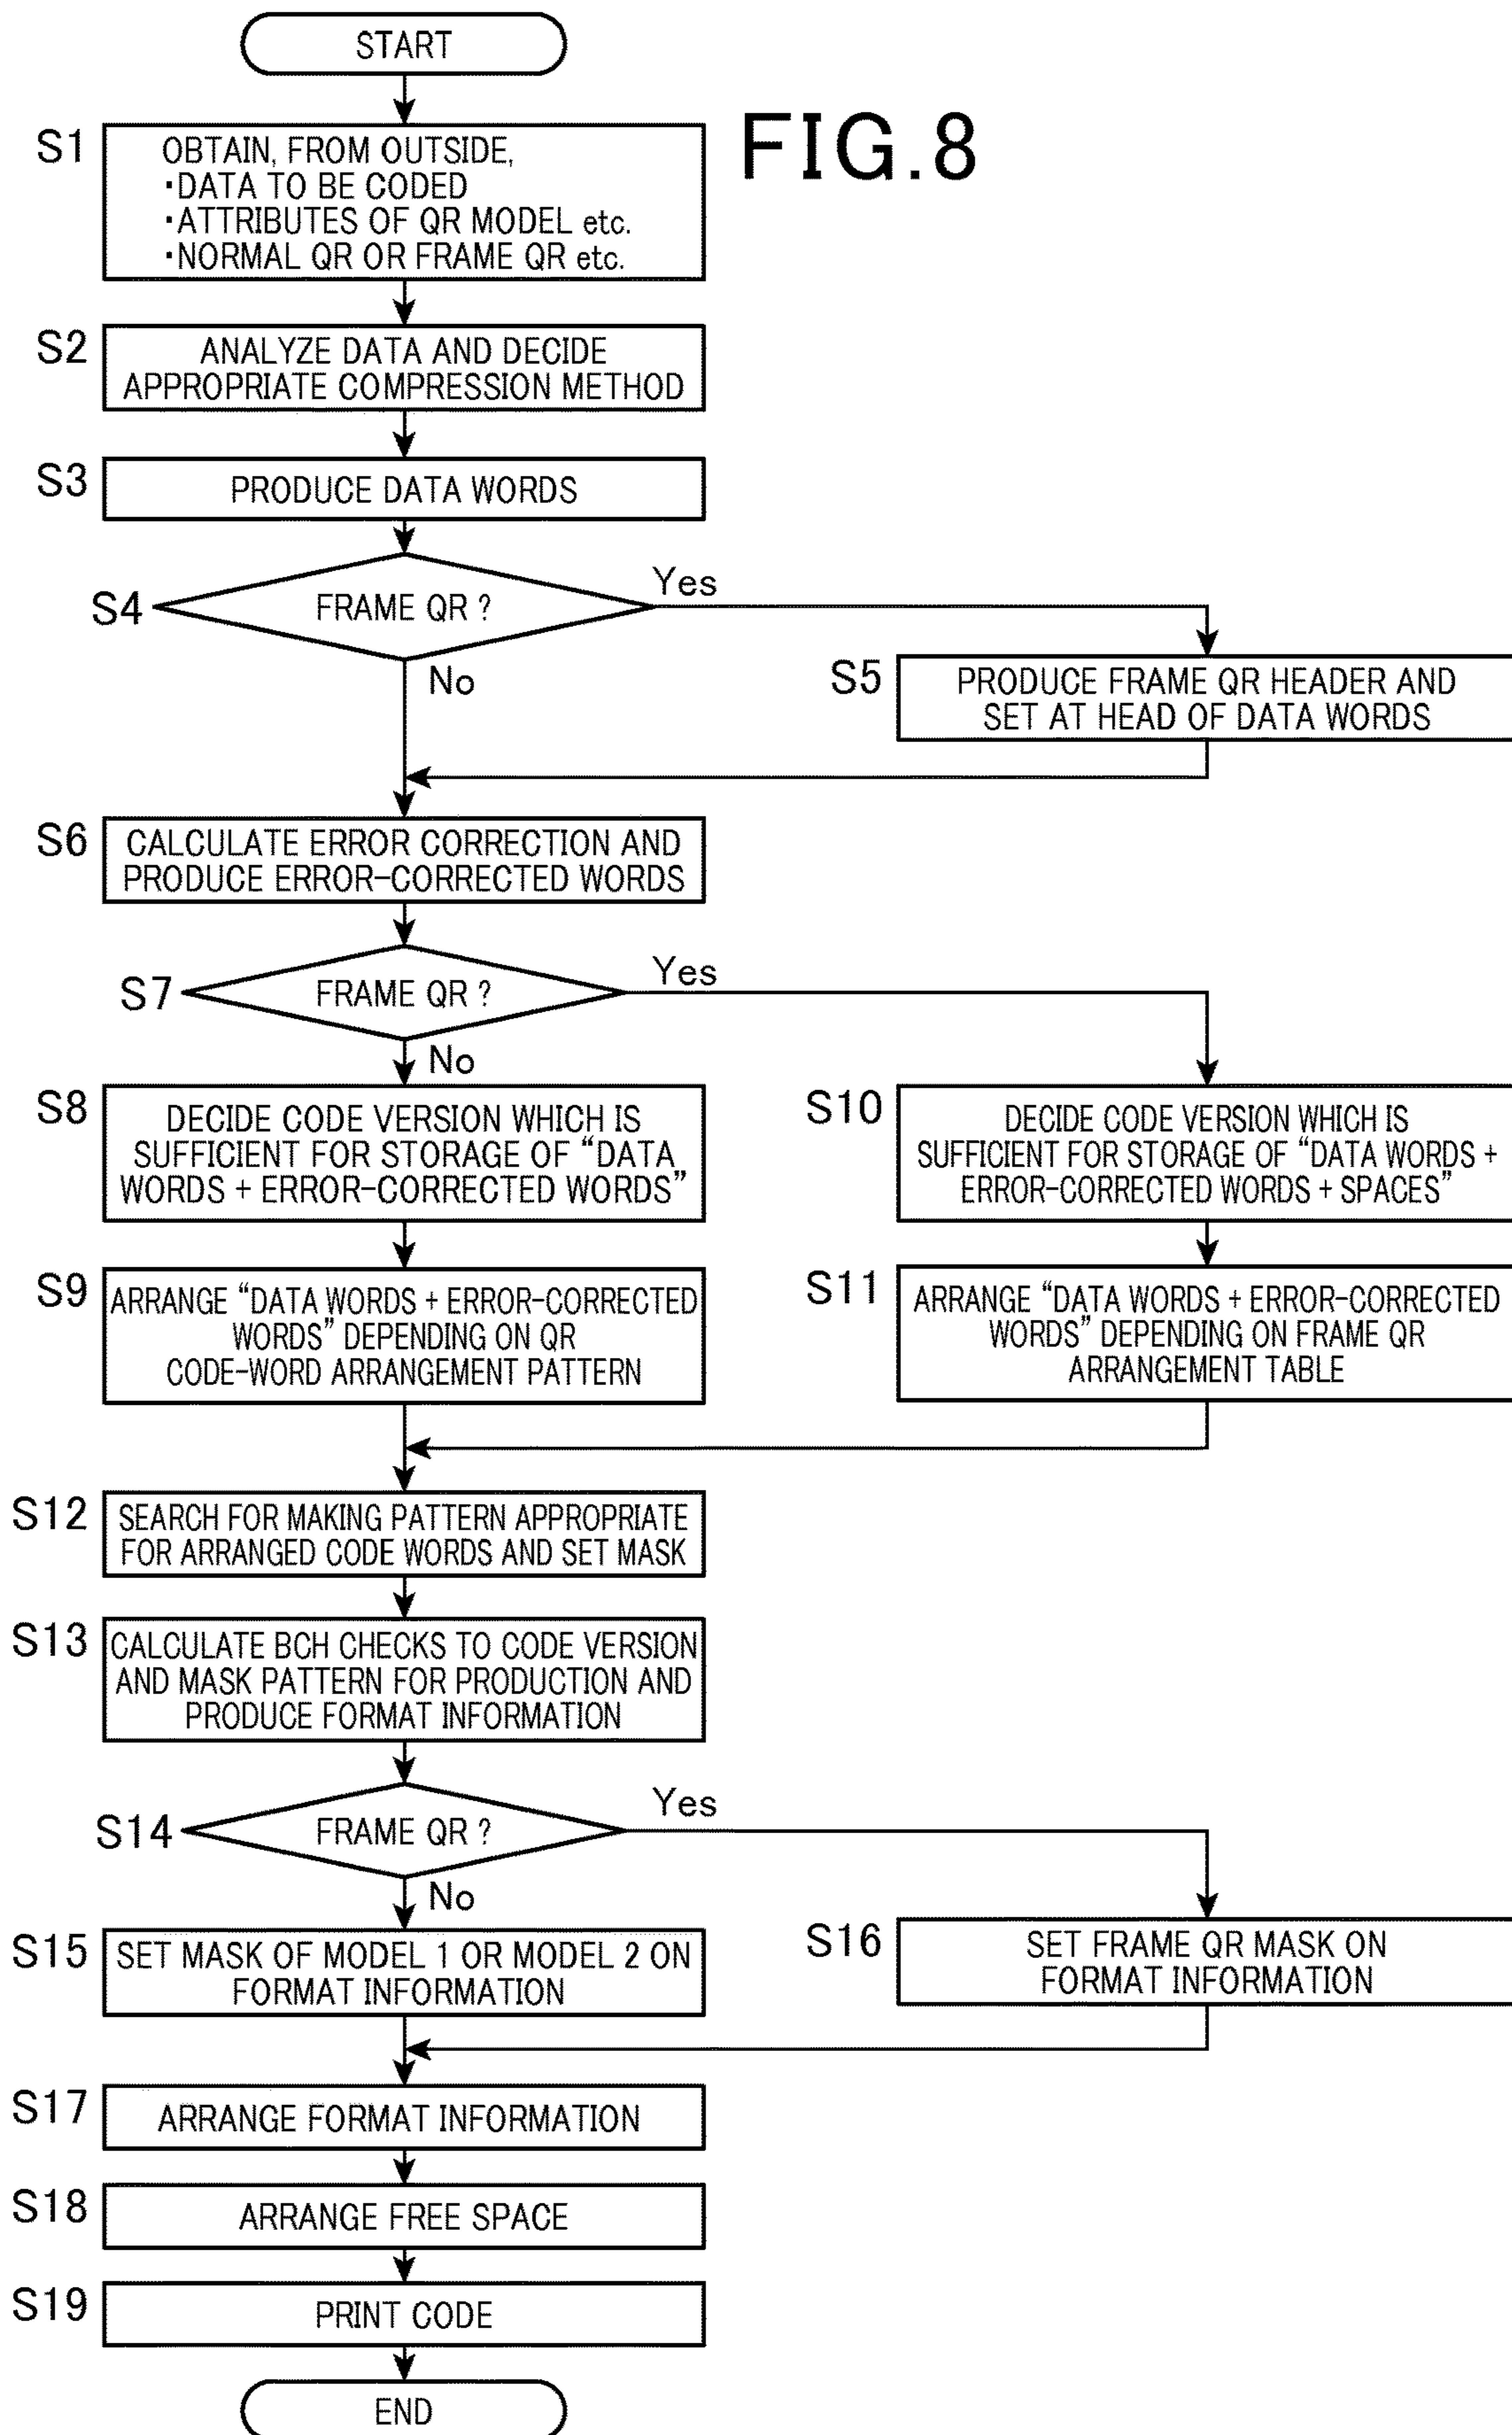 START
FIG.8
S1
OBTAIN, FROM OUTSIDE,
・DATA TO BE CODED
・ATTRIBUTES OF QR MODEL etc.
・NORMAL QR OR FRAME QR etc.
S2
ANALYZE DATA AND DECIDE
APPROPRIATE COMPRESSION METHOD
S3
PRODUCE DATA WORDS
S4
FRAME QR ?
Yes
No
S5
PRODUCE FRAME QR HEADER AND
SET AT HEAD OF DATA WORDS
S6
CALCULATE ERROR CORRECTION AND
PRODUCE ERROR-CORRECTED WORDS
S7
FRAME QR ?
Yes
No
S8
DECIDE CODE VERSION WHICH IS
SUFFICIENT FOR STORAGE OF “DATA
WORDS + ERROR-CORRECTED WORDS”
S10
DECIDE CODE VERSION WHICH IS
SUFFICIENT FOR STORAGE OF “DATA WORDS +
ERROR-CORRECTED WORDS + SPACES”
S9
ARRANGE “DATA WORDS + ERROR-CORRECTED
WORDS” DEPENDING ON QR
CODE-WORD ARRANGEMENT PATTERN
S11
ARRANGE “DATA WORDS + ERROR-CORRECTED
WORDS” DEPENDING ON FRAME QR
ARRANGEMENT TABLE
S12
SEARCH FOR MAKING PATTERN APPROPRIATE
FOR ARRANGED CODE WORDS AND SET MASK
S13
CALCULATE BCH CHECKS TO CODE VERSION
AND MASK PATTERN FOR PRODUCTION AND
PRODUCE FORMAT INFORMATION
S14
FRAME QR ?
Yes
No
S15
SET MASK OF MODEL 1 OR MODEL 2 ON
FORMAT INFORMATION
S16
SET FRAME QR MASK ON
FORMAT INFORMATION
S17
ARRANGE FORMAT INFORMATION
S18
ARRANGE FREE SPACE
S19
PRINT CODE
END